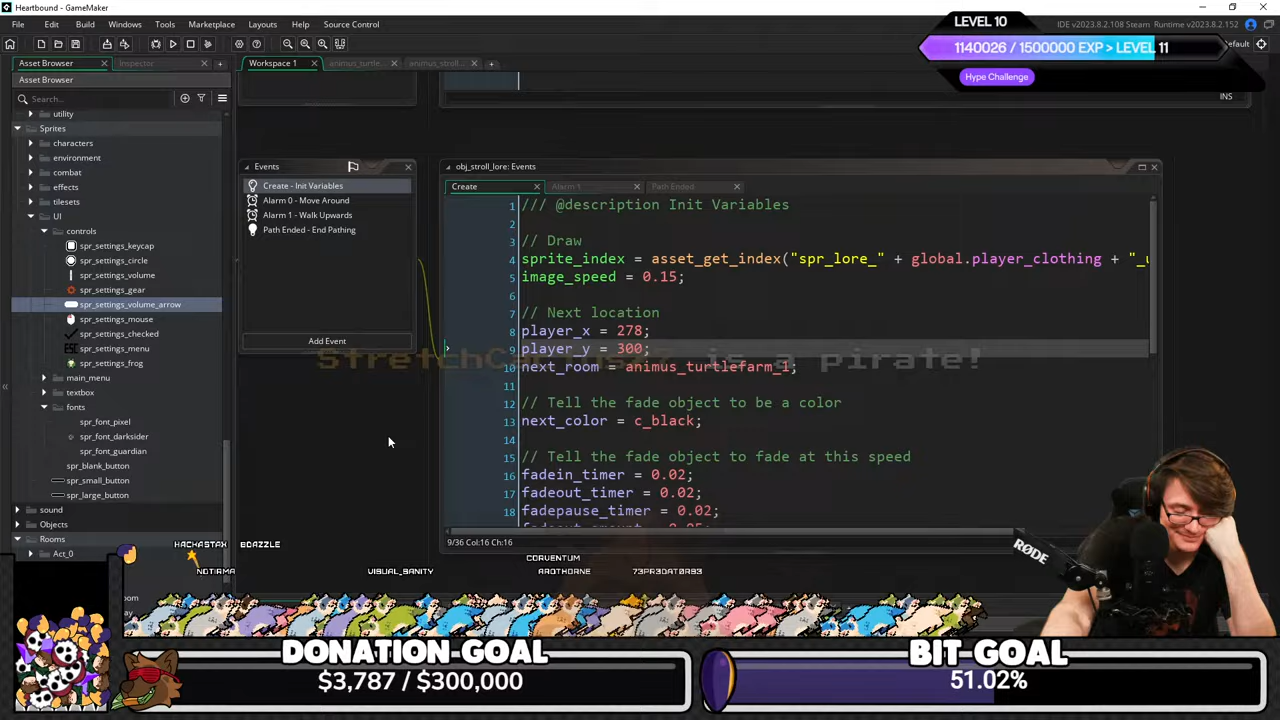 Heartbound - GameMaker
File Edit Build Windows Tools Marketplace Layouts Help Source Control
IDE v2023.8.2.108 Steam Runtime v2023.8.2.152
LEVEL 10
1140026 / 1500000 EXP > LEVEL 11
Hype Challenge
Asset Browser Inspector
Workspace 1 animus_turtle... animus_stroll...
Asset Browser
Search...
INS
utility
Sprites
characters
environment
combat
effects
tilesets
UI
controls
spr_settings_keycap
spr_settings_circle
spr_settings_volume
spr_settings_gear
spr_settings_volume_arrow
spr_settings_mouse
spr_settings_checked
spr_settings_menu
spr_settings_frog
main_menu
textbox
fonts
spr_font_pixel
spr_font_darksider
spr_font_guardian
spr_blank_button
spr_small_button
spr_large_button
sound
Objects
Rooms
Act_0
Events
Create - Init Variables
Alarm 0 - Move Around
Alarm 1 - Walk Upwards
Path Ended - End Pathing
Add Event
obj_stroll_lore: Events
Create Alarm 1 Path Ended
1 /// @description Init Variables
2
3 // Draw
4 sprite_index = asset_get_index("spr_lore_" + global.player_clothing + "_u
5 image_speed = 0.15;
6
7 // Next location
8 player_x = 278;
9 player_y = 300;
10 next_room = animus_turtlefarm_1;
11
12 // Tell the fade object to be a color
13 next_color = c_black;
14
15 // Tell the fade object to fade at this speed
16 fadein_timer = 0.02;
17 fadeout_timer = 0.02;
18 fadepause_timer = 0.02;
9/36 Col:16 Ch:16
is a pirate!
HACKASTAX BDAZZLE
CORVENTUM
NOTIRMA VISUAL_SANITY AROTHORNE 73PR3DAT0R93
RØDE
DONATION GOAL
$3,787 / $300,000
BIT GOAL
51.02%